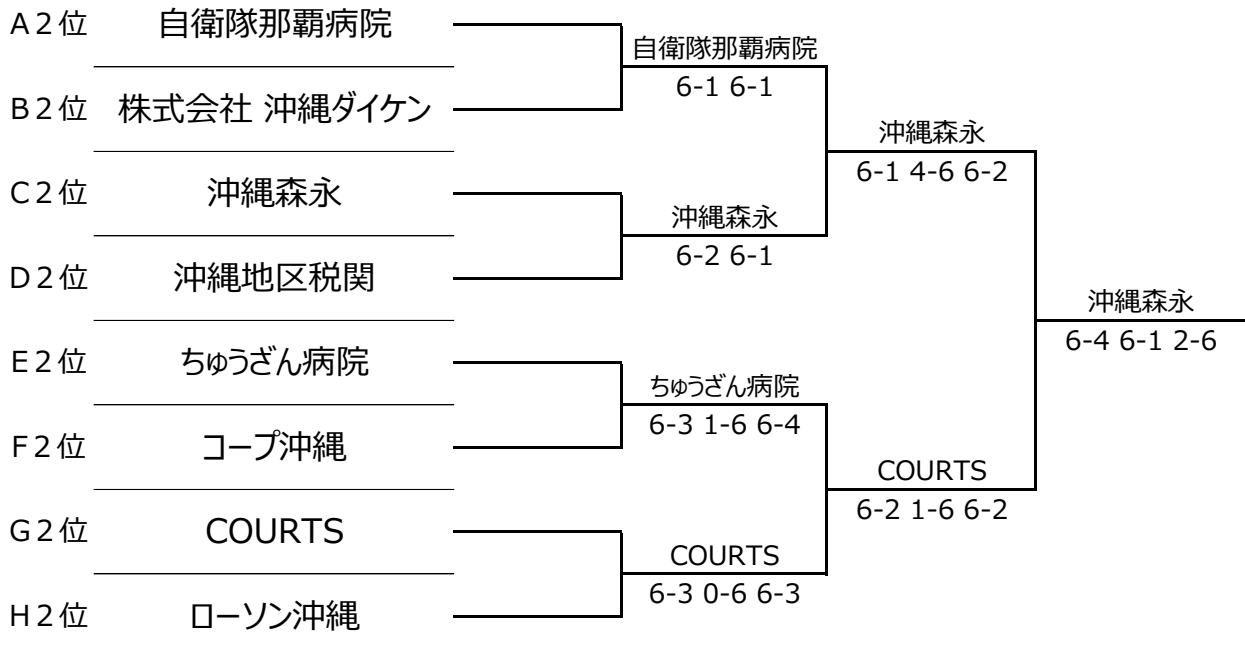 A２位 自衛隊那覇病院
自衛隊那覇病院
6-1 6-1
B２位 株式会社 沖縄ダイケン
沖縄森永
6-1 4-6 6-2
C２位 沖縄森永
沖縄森永
6-2 6-1
D２位 沖縄地区税関
沖縄森永
6-4 6-1 2-6
E２位 ちゅうざん病院
ちゅうざん病院
6-3 1-6 6-4
F２位 コープ沖縄
COURTS
6-2 1-6 6-2
G２位 COURTS
COURTS
6-3 0-6 6-3
H２位 ローソン沖縄